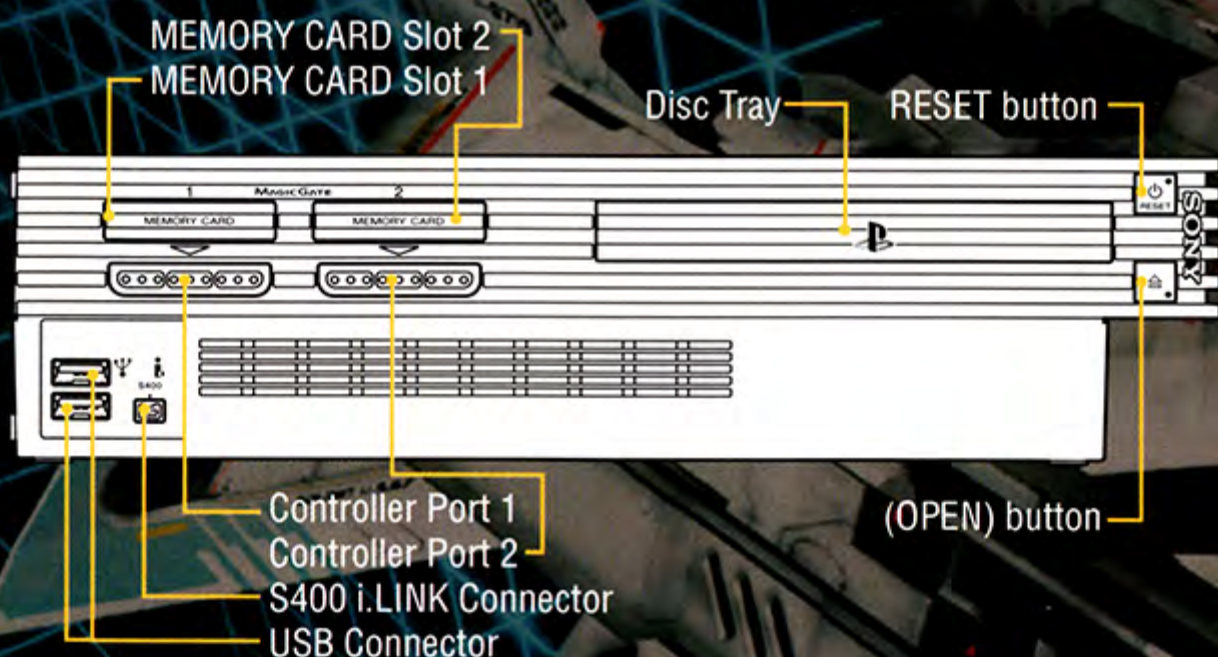 MEMORY CARD Slot 2
MEMORY CARD Slot 1
Disc Tray
RESET button
1 MAGICGATE 2
MEMORY CARD
MEMORY CARD
RESET
SONY
S400
Controller Port 1
Controller Port 2
(OPEN) button
S400 i.LINK Connector
USB Connector